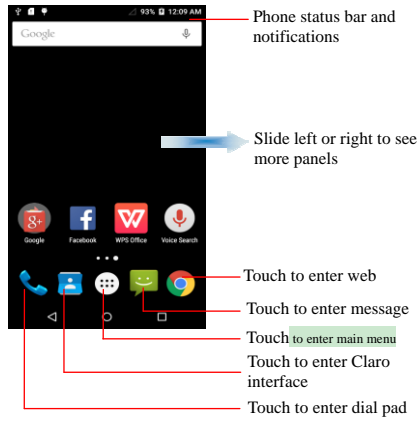 93% 12:09 AM
Google
8+
Google Facebook WPS Office Voice Search
Phone status bar and
notifications
Slide left or right to see
more panels
Touch to enter web
Touch to enter message
Touch to enter main menu
Touch to enter Claro
interface
Touch to enter dial pad